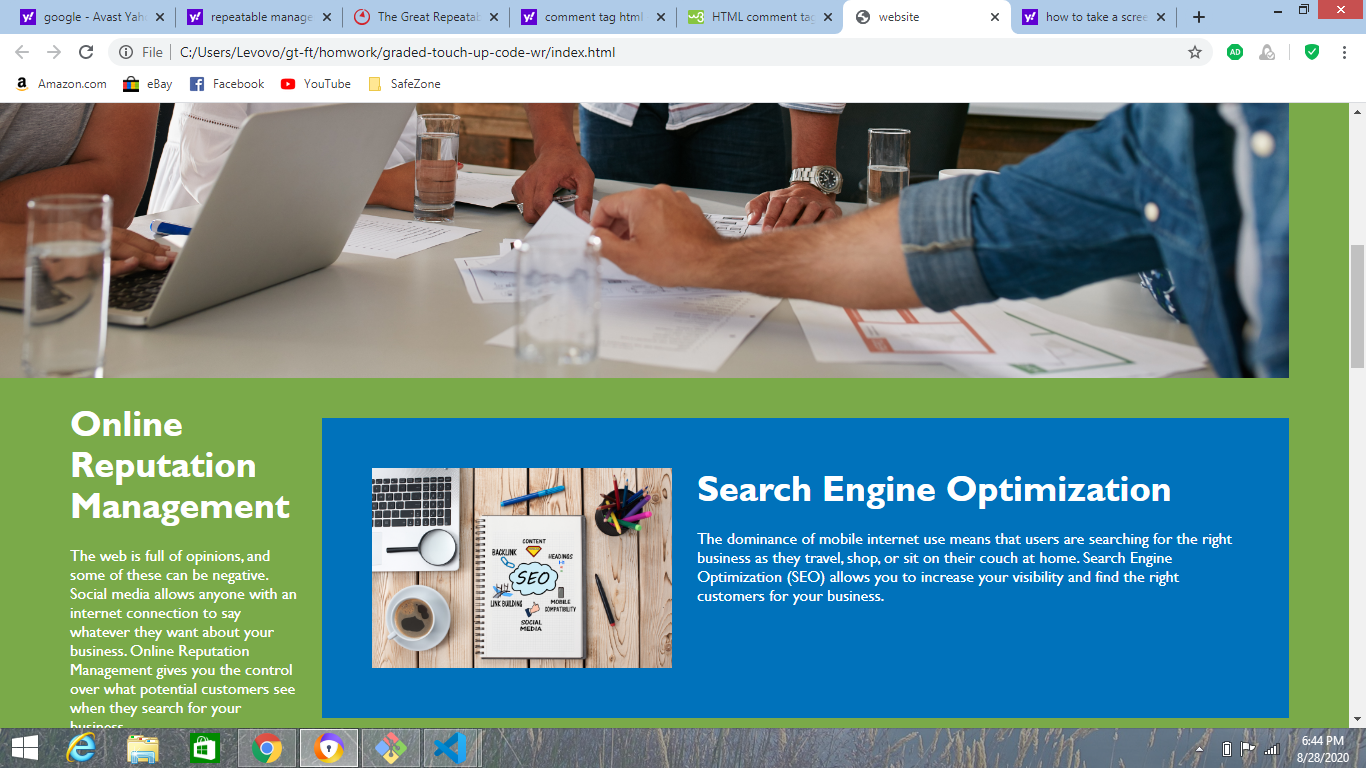 google - Avast Yah
repeatable manage
The Great Repeatab
comment tag html
HTML comment tag
website
how to take a scree
File
C:/Users/Levovo/gt-ft/homwork/graded-touch-up-code-wr/index.html
AD
Amazon.com
eBay
Facebook
YouTube
SafeZone
Online
Reputation
Management
The web is full of opinions, and
some of these can be negative.
Social media allows anyone with an
internet connection to say
whatever they want about your
business. Online Reputation
Management gives you the control
over what potential customers see
when they search for your
business.
CONTENT
BACKLINK
HEADINGS
SEO
LINK BUILDING
MOBILE
COMPATIBILITY
SOCIAL
MEDIA
Search Engine Optimization
The dominance of mobile internet use means that users are searching for the right
business as they travel, shop, or sit on their couch at home. Search Engine
Optimization (SEO) allows you to increase your visibility and find the right
customers for your business.
6:44 PM
8/28/2020